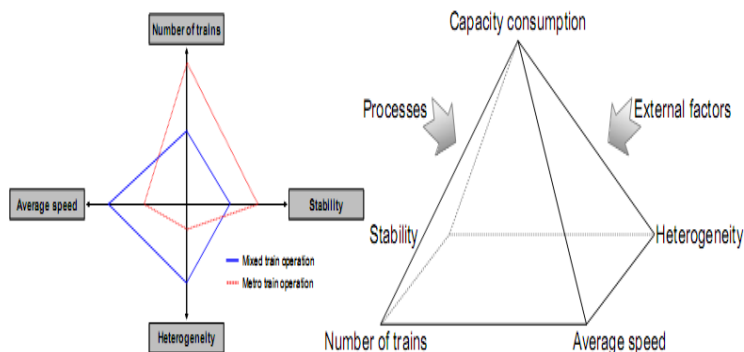 Number of trains
Average speed
Stability
Mixed train operation
Metro train operation
Heterogeneity
Capacity consumption
Processes
External factors
Stability
Heterogeneity
Number of trains
Average speed